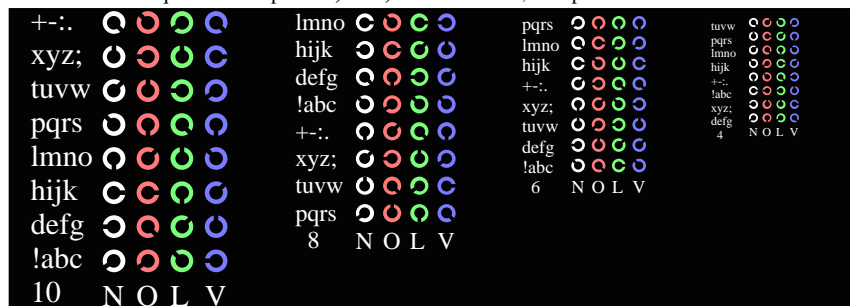 +-:.
xyz;
tuvw
pqrs
lmno
hijk
defg
!abc
10 N O L V
lmno
hijk
defg
!abc
+-:.
xyz;
tuvw
pqrs
8 N O L V
pqrs
lmno
hijk
+-:.
xyz;
tuvw
defg
!abc
6 N O L V
tuvw
pqrs
lmno
hijk
+-:.
!abc
xyz;
defg
4 N O L V